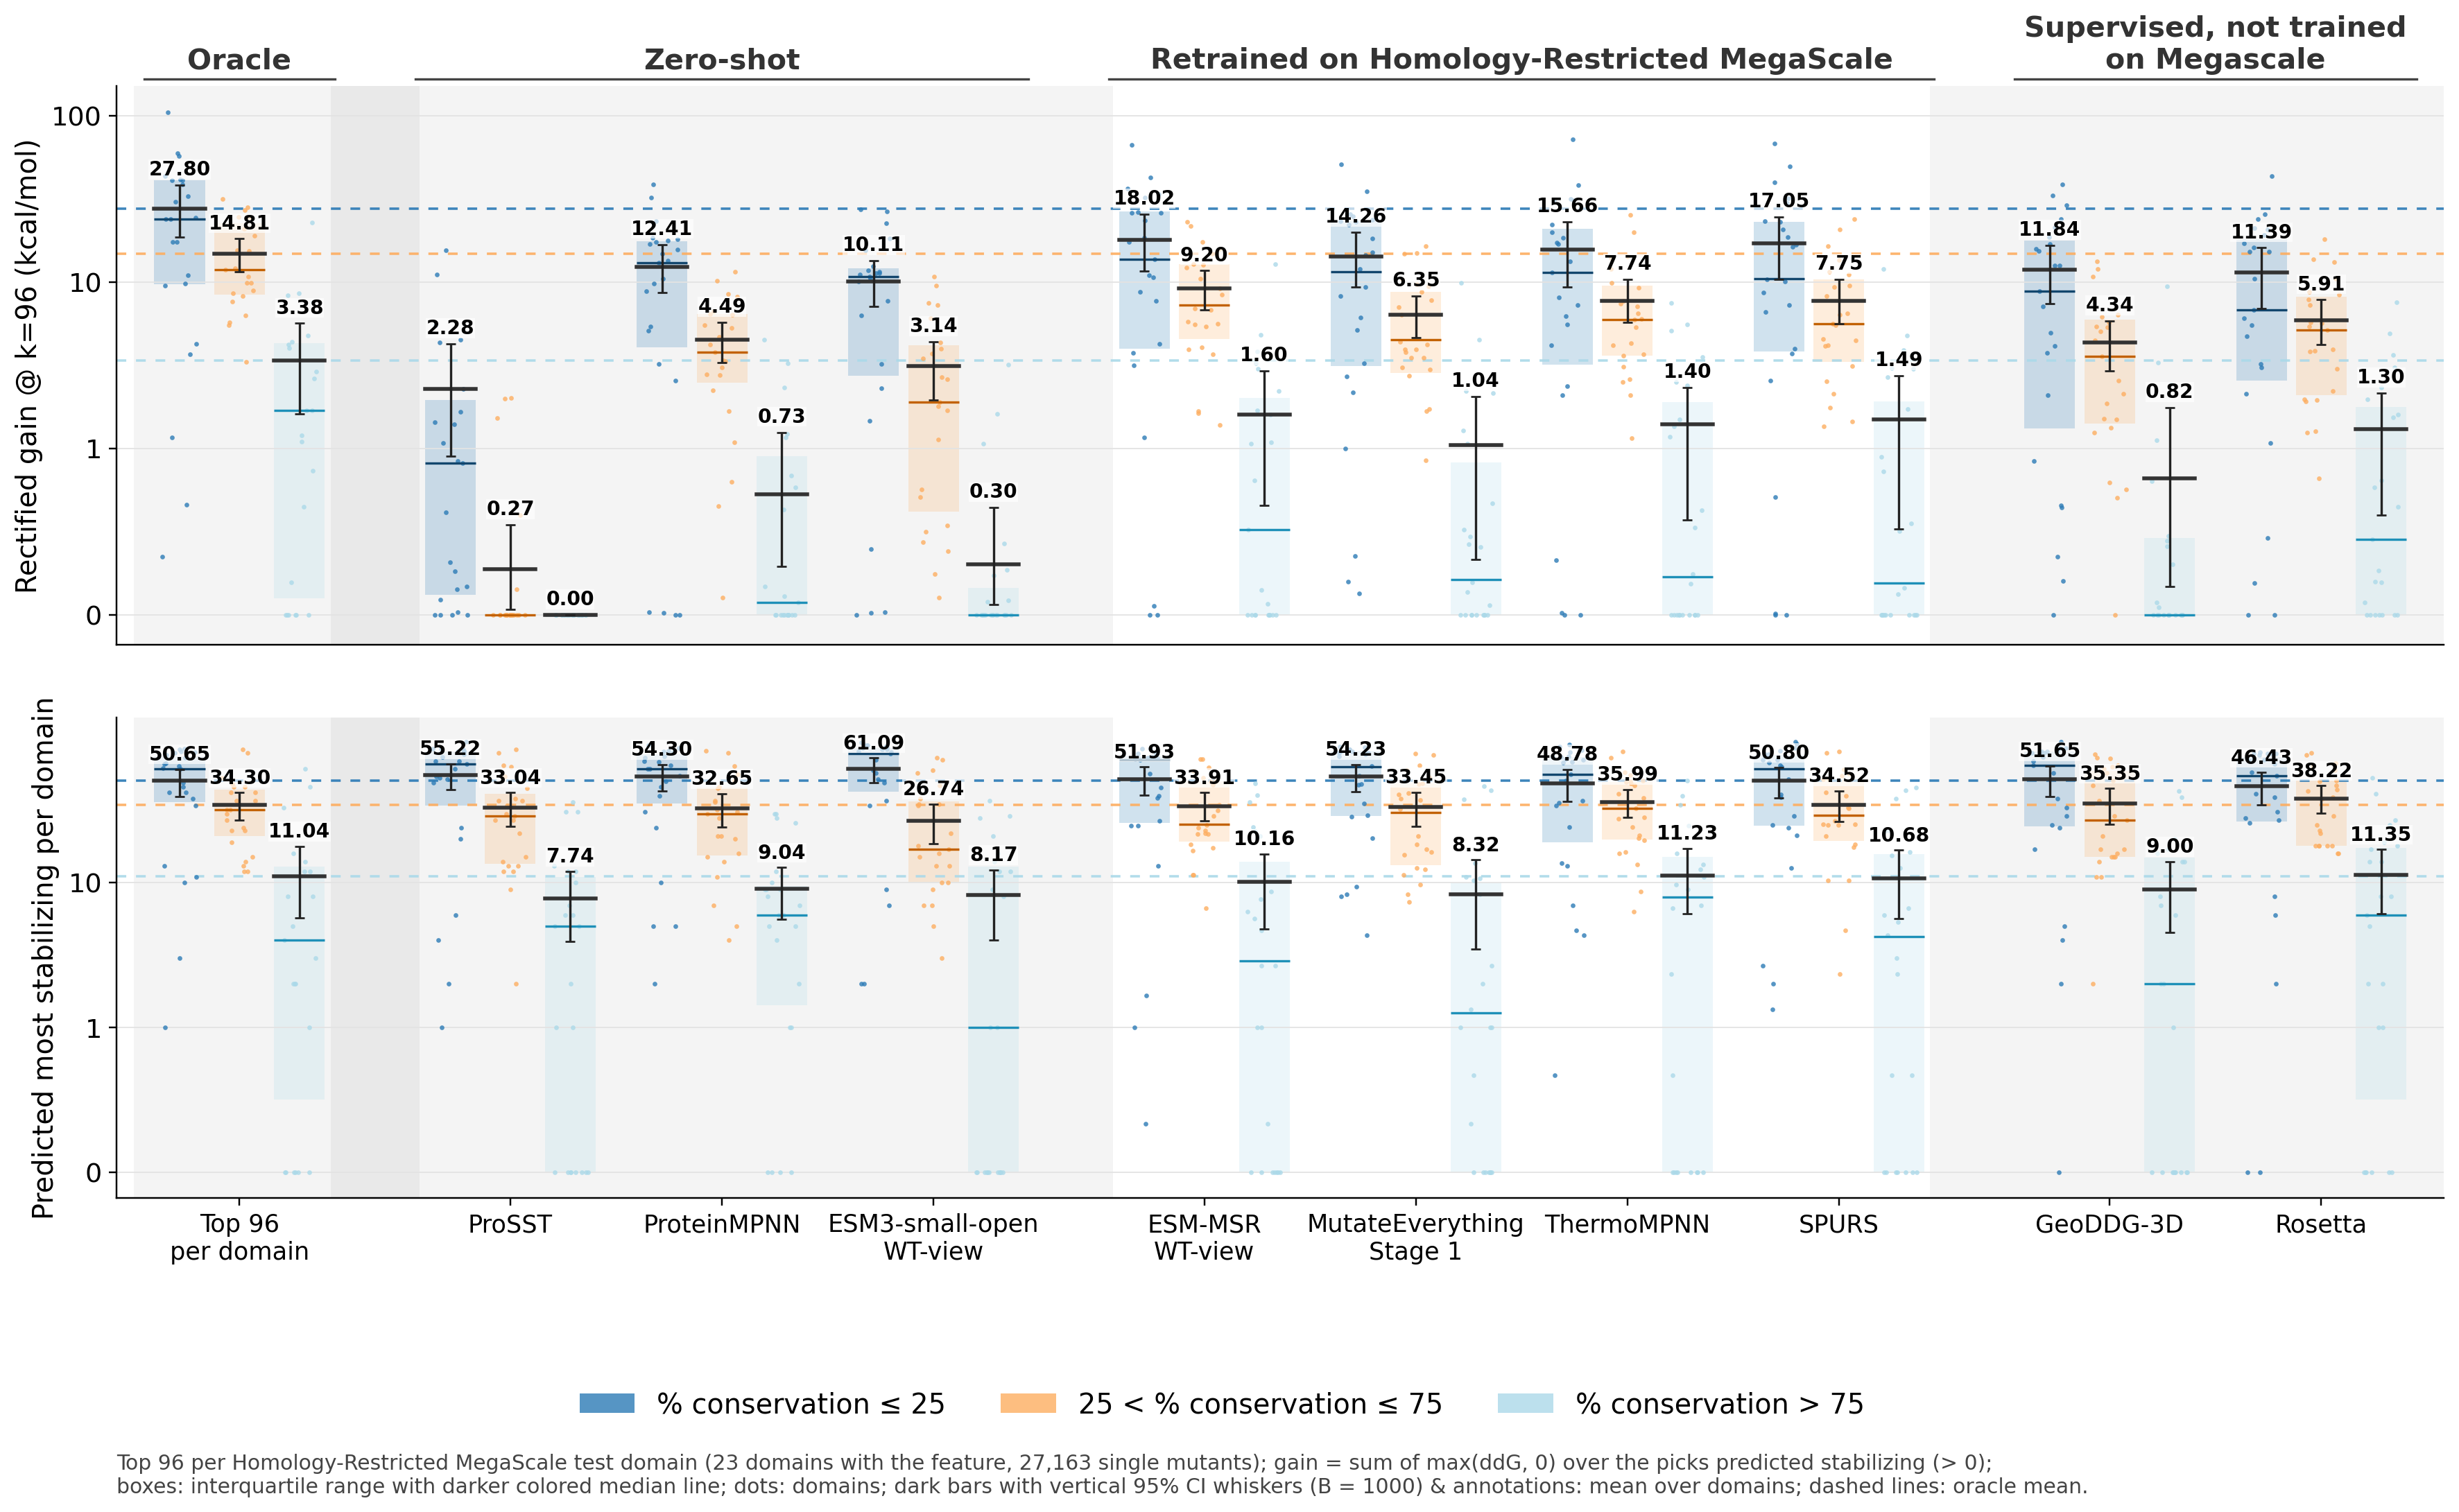 Oracle
Zero-shot
Retrained on Homology-Restricted MegaScale
Supervised, not trained
on Megascale
Rectified gain @ k=96 (kcal/mol)
100
10
1
0
27.80
14.81
3.38
2.28
0.27
0.00
12.41
4.49
0.73
10.11
3.14
0.30
18.02
9.20
1.60
14.26
6.35
1.04
15.66
7.74
1.40
17.05
7.75
1.49
11.84
4.34
0.82
11.39
5.91
1.30
Predicted most stabilizing per domain
10
1
0
50.65
34.30
11.04
55.22
33.04
7.74
54.30
32.65
9.04
61.09
26.74
8.17
51.93
33.91
10.16
54.23
33.45
8.32
48.78
35.99
11.23
50.80
34.52
10.68
51.65
35.35
9.00
46.43
38.22
11.35
Top 96
per domain
ProSST
ProteinMPNN
ESM3-small-open
WT-view
ESM-MSR
WT-view
MutateEverything
Stage 1
ThermoMPNN
SPURS
GeoDDG-3D
Rosetta
% conservation ≤ 25
25 < % conservation ≤ 75
% conservation > 75
Top 96 per Homology-Restricted MegaScale test domain (23 domains with the feature, 27,163 single mutants); gain = sum of max(ddG, 0) over the picks predicted stabilizing (> 0);
boxes: interquartile range with darker colored median line; dots: domains; dark bars with vertical 95% CI whiskers (B = 1000) & annotations: mean over domains; dashed lines: oracle mean.